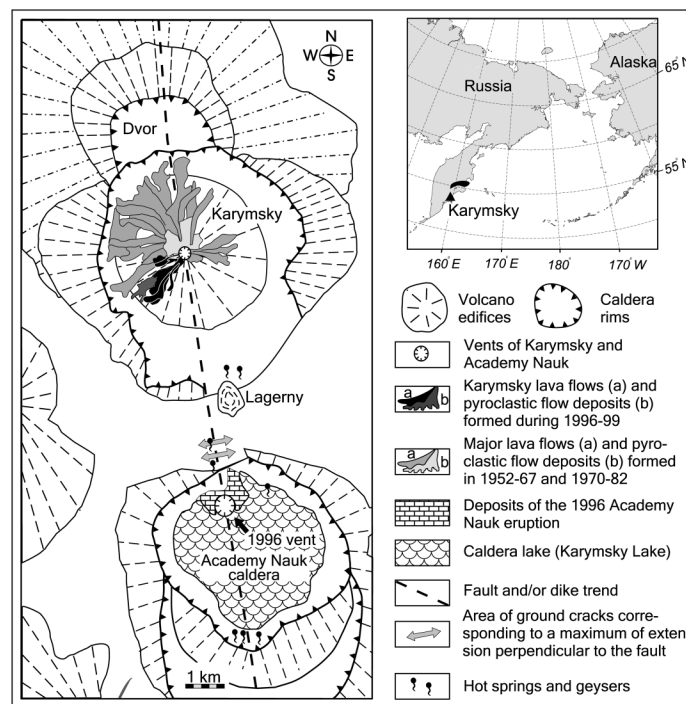 N
W E
S
Dvor
Karymsky
Lagerny
1996 vent
Academy Nauk
caldera
1 km
Russia
Alaska
65°N
55°N
Karymsky
160°E 170°E 180° 170°W
Volcano
edifices
Caldera
rims
Vents of Karymsky and
Academy Nauk
a b
Karymsky lava flows (a) and
pyroclastic flow deposits (b)
formed during 1996-99
a b
Major lava flows (a) and pyro-
clastic flow deposits (b) formed
in 1952-67 and 1970-82
Deposits of the 1996 Academy
Nauk eruption
Caldera lake (Karymsky Lake)
Fault and/or dike trend
Area of ground cracks corre-
sponding to a maximum of exten
sion perpendicular to the fault
Hot springs and geysers